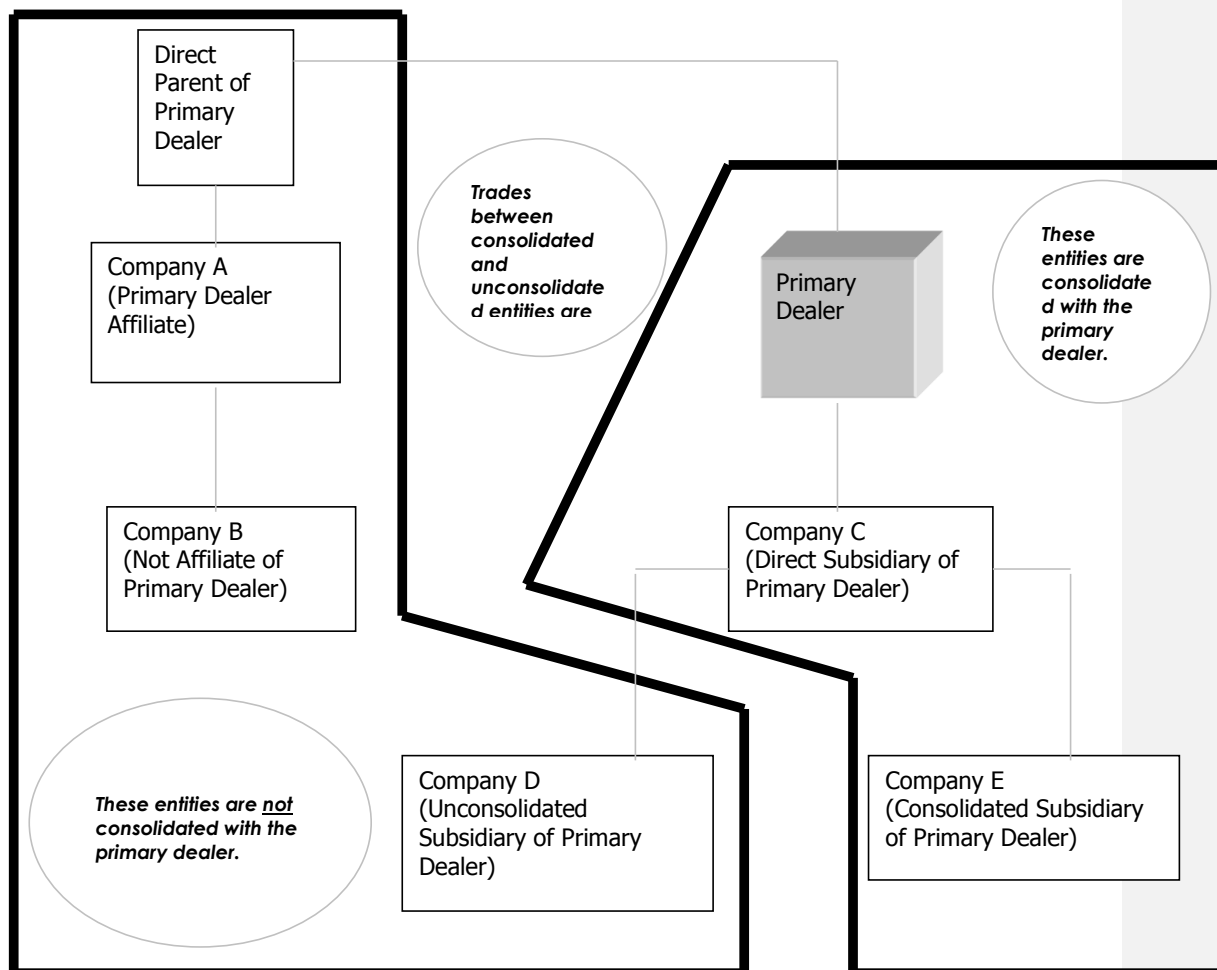 Direct
Parent of
Primary
Dealer
Trades
between
consolidated
and
unconsolidate
d entities are
These
entities are
consolidate
d with the
primary
dealer.
Company A
(Primary Dealer
Affiliate)
Primary
Dealer
Company B
(Not Affiliate of
Primary Dealer)
Company C
(Direct Subsidiary of
Primary Dealer)
These entities are not
consolidated with the
primary dealer.
Company D
(Unconsolidated
Subsidiary of Primary
Dealer)
Company E
(Consolidated Subsidiary
of Primary Dealer)